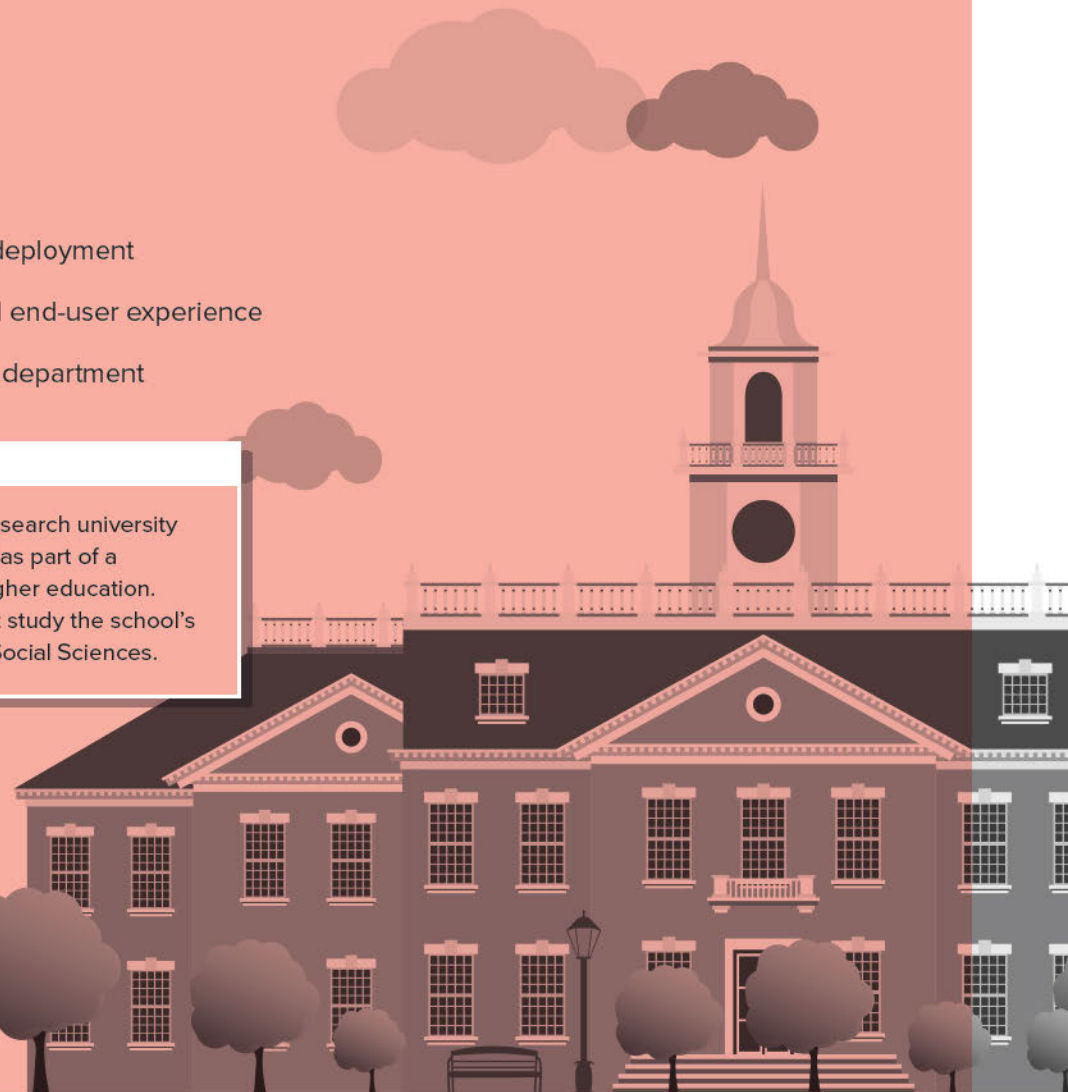 deployment
end-user experience
department
search university
as part of a
gher education.
study the school’s
Social Sciences.